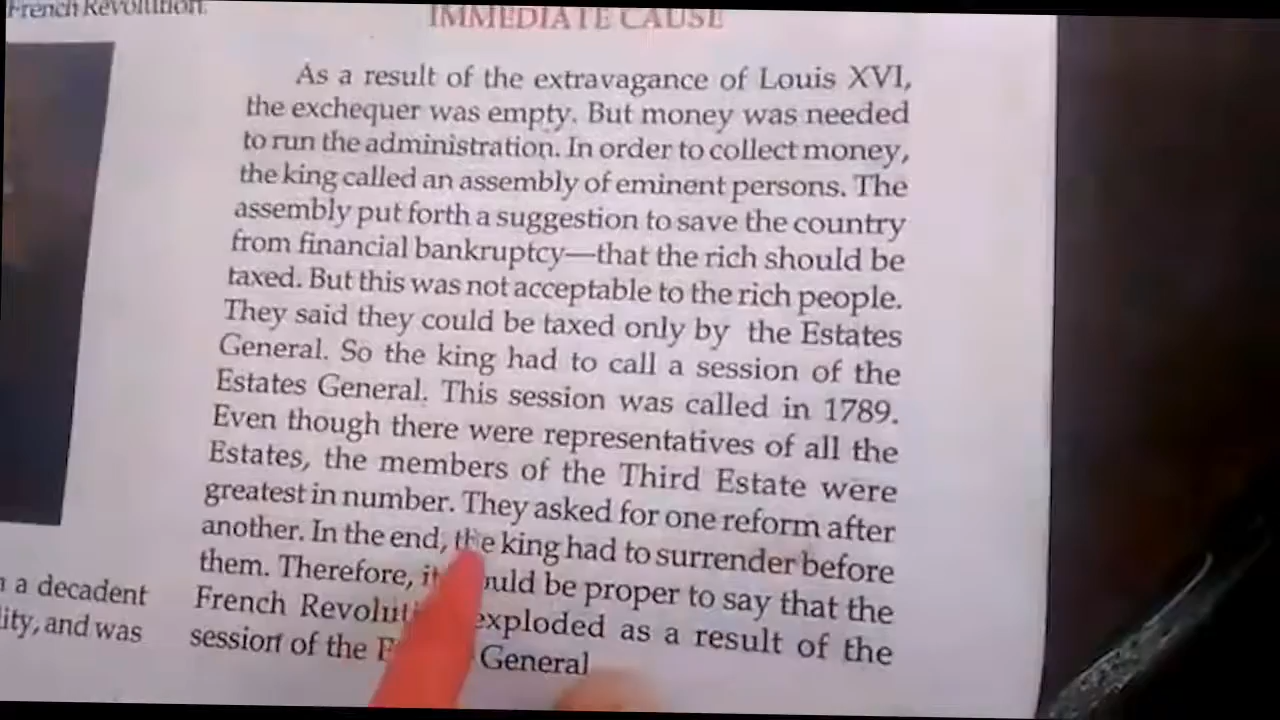 French Revolution.
IMMEDIATE CAUSE
As a result of the extravagance of Louis XVI,
the exchequer was empty. But money was needed
to run the administration. In order to collect money,
the king called an assembly of eminent persons. The
assembly put forth a suggestion to save the country
from financial bankruptcy—that the rich should be
taxed. But this was not acceptable to the rich people.
They said they could be taxed only by the Estates
General. So the king had to call a session of the
Estates General. This session was called in 1789.
Even though there were representatives of all the
Estates, the members of the Third Estate were
greatest in number. They asked for one reform after
another. In the end, the king had to surrender before
them. Therefore, it be proper to say that the
French exploded as a result of the
session of the General
a decadent
and was